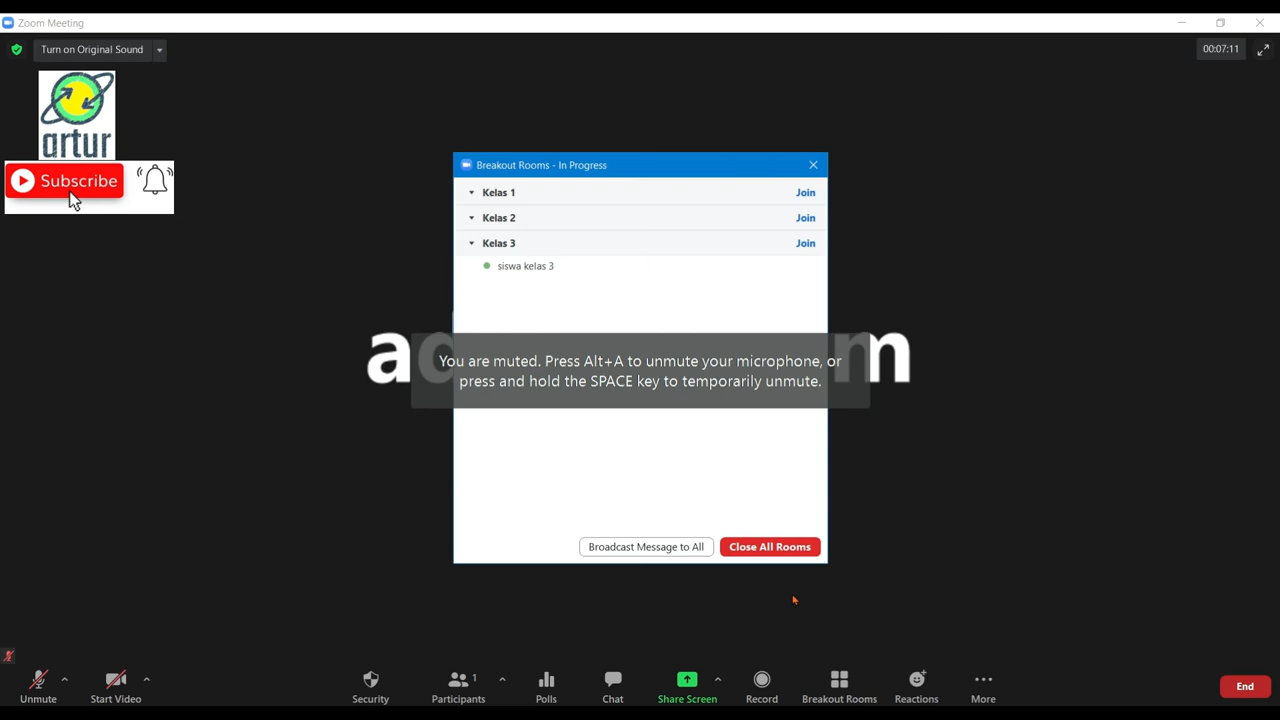 Zoom Meeting
Turn on Original Sound
00:07:11
artur
Subscribe
Breakout Rooms - In Progress
Kelas 1 Join
Kelas 2 Join
Kelas 3 Join
siswa kelas 3
You are muted. Press Alt+A to unmute your microphone, or
press and hold the SPACE key to temporarily unmute.
Broadcast Message to All
Close All Rooms
Unmute
Start Video
Security
Participants 1
Polls
Chat
Share Screen
Record
Breakout Rooms
Reactions
More
End